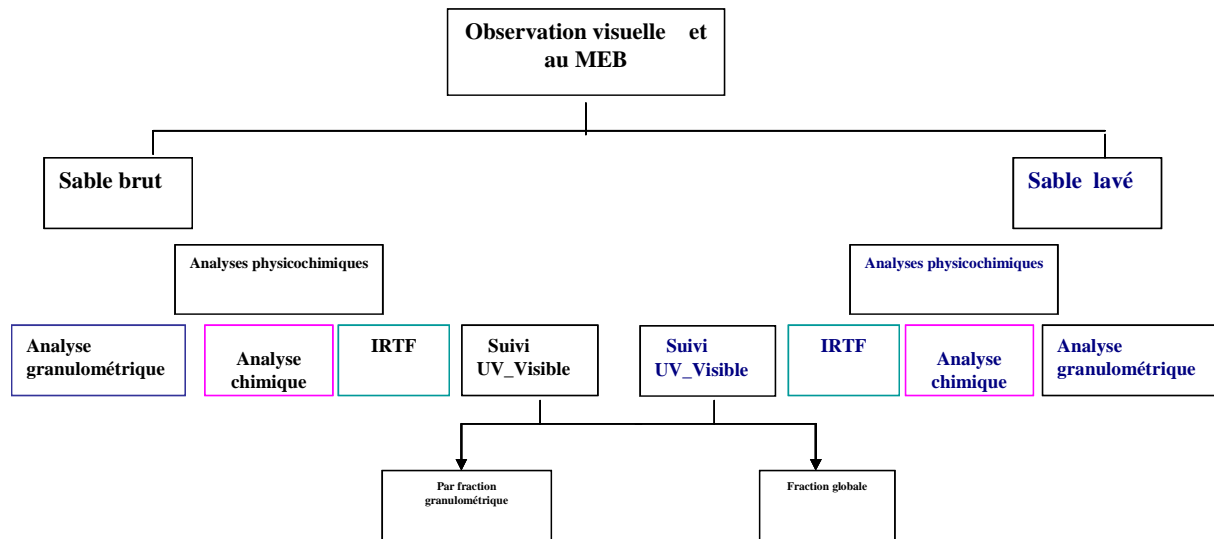 Observation visuelle et
au MEB
Sable brut
Sable lavé
Analyses physicochimiques
Analyses physicochimiques
Analyse
granulométrique
Analyse
chimique
IRTF
Suivi
UV_Visible
Suivi
UV_Visible
IRTF
Analyse
chimique
Analyse
granulométrique
Par fraction
granulométrique
Fraction globale